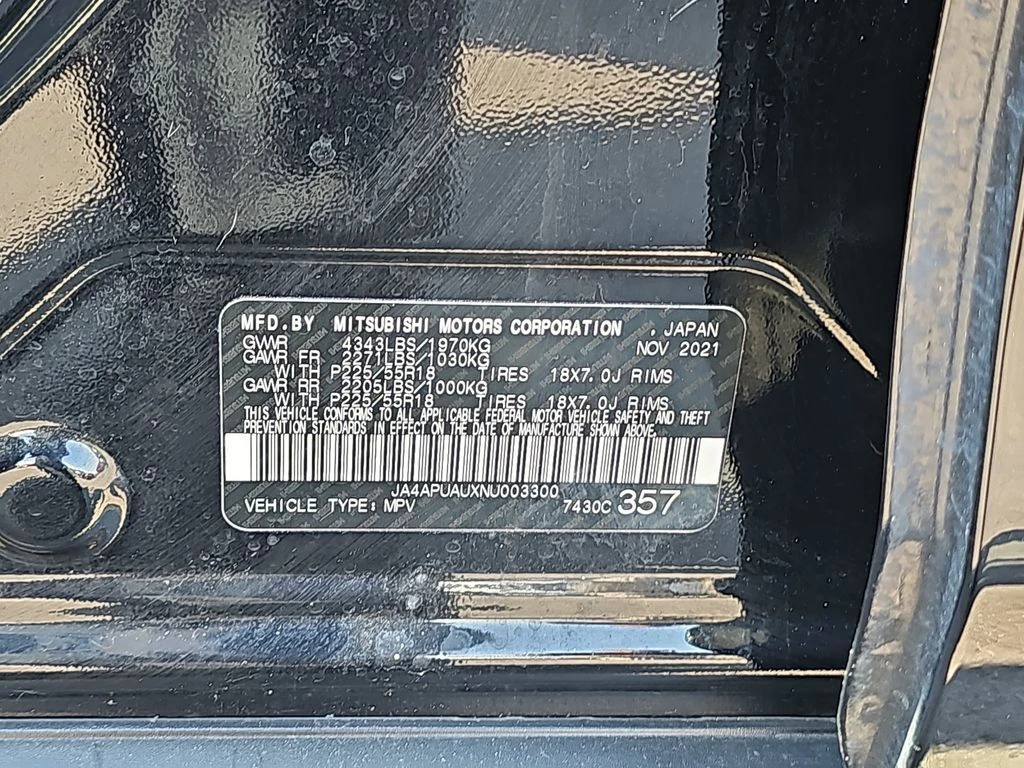 MFD.BY MITSUBISHI MOTORS CORPORATION . JAPAN
GVWR 4343LBS/1970KG NOV 2021
GAWR FR 2271LBS/1030KG
WITH P225/55R18 TIRES 18X7.0J RIMS
GAWR RR 2205LBS/1000KG
WITH P225/55R18 TIRES 18X7.0J RIMS
THIS VEHICLE CONFORMS TO ALL APPLICABLE FEDERAL MOTOR VEHICLE SAFETY AND THEFT
PREVENTION STANDARDS IN EFFECT ON THE DATE OF MANUFACTURE SHOWN ABOVE.
JA4APUAUXNU003300
VEHICLE TYPE: MPV 7430C 357